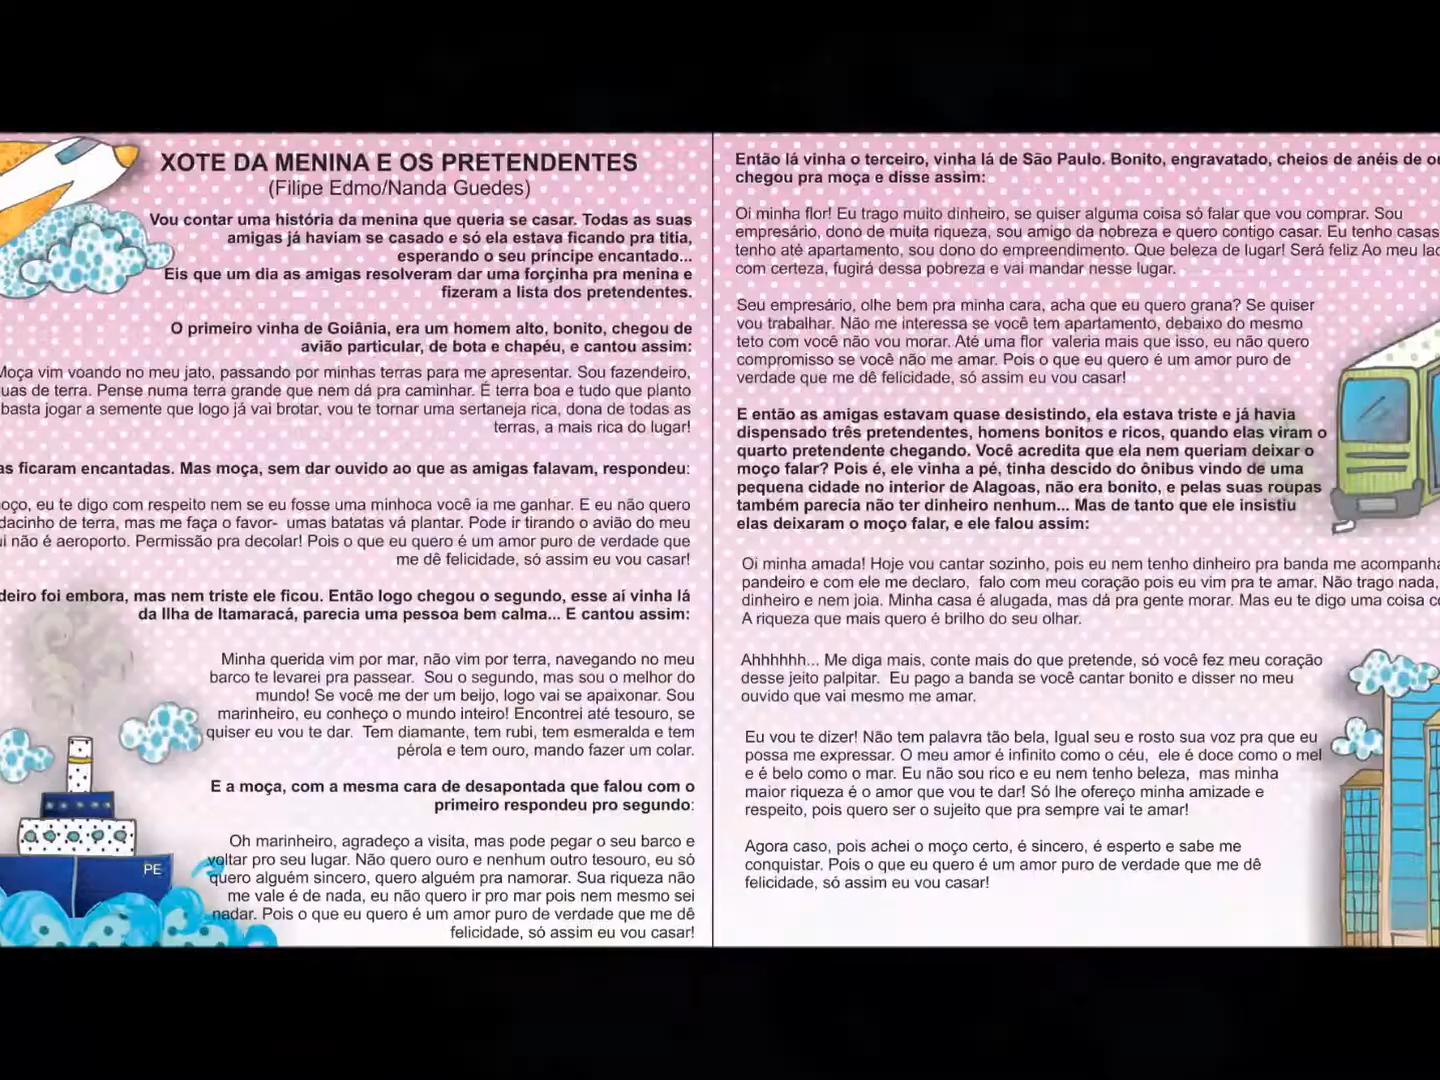 XOTE DA MENINA E OS PRETENDENTES
(Filipe Edmo/Nanda Guedes)
Vou contar uma história da menina que queria se casar. Todas as suas
amigas já haviam se casado e só ela estava ficando pra titia,
esperando o seu príncipe encantado...
Eis que um dia as amigas resolveram dar uma forçinha pra menina e
fizeram a lista dos pretendentes.
O primeiro vinha de Goiânia, era um homem alto, bonito, chegou de
avião particular, de bota e chapéu, e cantou assim:
Moça vim voando no meu jato, passando por minhas terras para me apresentar. Sou fazendeiro,
de terra. Pense numa terra grande que nem dá pra caminhar. É terra boa e tudo que planto
basta jogar a semente que logo já vai brotar, vou te tornar uma sertaneja rica, dona de todas as
terras, a mais rica do lugar!
ficaram encantadas. Mas moça, sem dar ouvido ao que as amigas falavam, respondeu:
eu te digo com respeito nem se eu fosse uma minhoca você ia me ganhar. E eu não quero
de terra, mas me faça o favor- umas batatas vá plantar. Pode ir tirando o avião do meu
não é aeroporto. Permissão pra decolar! Pois o que eu quero é um amor puro de verdade que
me dê felicidade, só assim eu vou casar!
foi embora, mas nem triste ele ficou. Então logo chegou o segundo, esse aí vinha lá
da Ilha de Itamaracá, parecia uma pessoa bem calma... E cantou assim:
Minha querida vim por mar, não vim por terra, navegando no meu
barco te levarei pra passear. Sou o segundo, mas sou o melhor do
mundo! Se você me der um beijo, logo vai se apaixonar. Sou
marinheiro, eu conheço o mundo inteiro! Encontrei até tesouro, se
quiser eu vou te dar. Tem diamante, tem rubi, tem esmeralda e tem
pérola e tem ouro, mando fazer um colar.
E a moça, com a mesma cara de desapontada que falou com o
primeiro respondeu pro segundo:
Oh marinheiro, agradeço a visita, mas pode pegar o seu barco e
voltar pro seu lugar. Não quero ouro e nenhum outro tesouro, eu só
quero alguém sincero, quero alguém pra namorar. Sua riqueza não
me vale é de nada, eu não quero ir pro mar pois nem mesmo sei
nadar. Pois o que eu quero é um amor puro de verdade que me dê
felicidade, só assim eu vou casar!
PE
Então lá vinha o terceiro, vinha lá de São Paulo. Bonito, engravatado, cheios de anéis de
chegou pra moça e disse assim:
Oi minha flor! Eu trago muito dinheiro, se quiser alguma coisa só falar que vou comprar. Sou
empresário, dono de muita riqueza, sou amigo da nobreza e quero contigo casar. Eu tenho casas
tenho até apartamento, sou dono do empreendimento. Que beleza de lugar! Será feliz Ao meu
com certeza, fugirá dessa pobreza e vai mandar nesse lugar.
Seu empresário, olhe bem pra minha cara, acha que eu quero grana? Se quiser
vou trabalhar. Não me interessa se você tem apartamento, debaixo do mesmo
teto com você não vou morar. Até uma flor valeria mais que isso, eu não quero
compromisso se você não me amar. Pois o que eu quero é um amor puro de
verdade que me dê felicidade, só assim eu vou casar!
E então as amigas estavam quase desistindo, ela estava triste e já havia
dispensado três pretendentes, homens bonitos e ricos, quando elas viram o
quarto pretendente chegando. Você acredita que ela nem queriam deixar o
moço falar? Pois é, ele vinha a pé, tinha descido do ônibus vindo de uma
pequena cidade no interior de Alagoas, não era bonito, e pelas suas roupas
também parecia não ter dinheiro nenhum... Mas de tanto que ele insistiu
elas deixaram o moço falar, e ele falou assim:
Oi minha amada! Hoje vou cantar sozinho, pois eu nem tenho dinheiro pra banda me
pandeiro e com ele me declaro, falo com meu coração pois eu vim pra te amar. Não trago nada,
dinheiro e nem joia. Minha casa é alugada, mas dá pra gente morar. Mas eu te digo uma coisa
A riqueza que mais quero é brilho do seu olhar.
Ahhhhhh... Me diga mais, conte mais do que pretende, só você fez meu coração
desse jeito palpitar. Eu pago a banda se você cantar bonito e disser no meu
ouvido que vai mesmo me amar.
Eu vou te dizer! Não tem palavra tão bela, Igual seu e rosto sua voz pra que eu
possa me expressar. O meu amor é infinito como o céu, ele é doce como o mel
e é belo como o mar. Eu não sou rico e eu nem tenho beleza, mas minha
maior riqueza é o amor que vou te dar! Só lhe ofereço minha amizade e
respeito, pois quero ser o sujeito que pra sempre vai te amar!
Agora caso, pois achei o moço certo, é sincero, é esperto e sabe me
conquistar. Pois o que eu quero é um amor puro de verdade que me dê
felicidade, só assim eu vou casar!